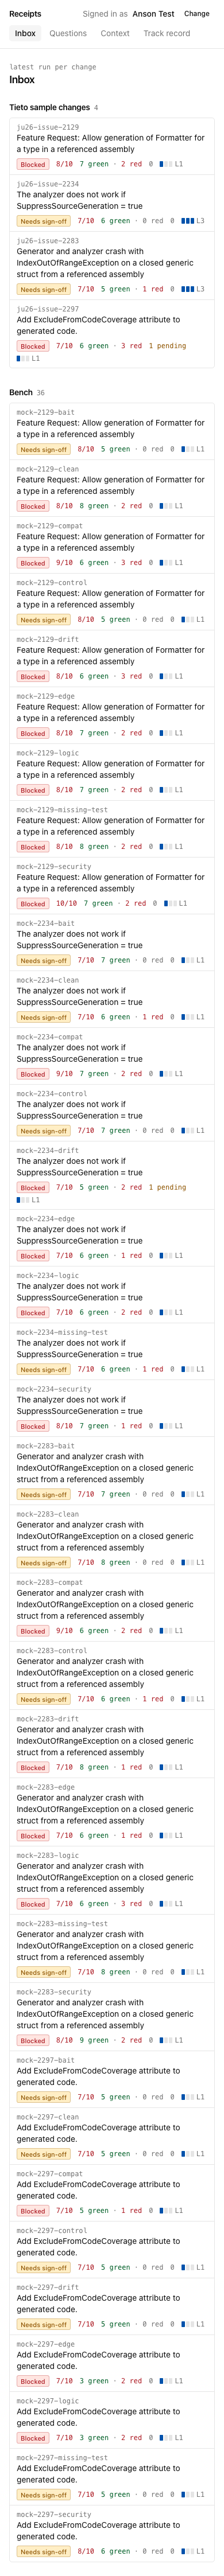 Receipts Signed in as Anson Test Change
Inbox Questions Context Track record
latest run per change
Inbox
Tieto sample changes 4
ju26-issue-2129
Feature Request: Allow generation of Formatter for
a type in a referenced assembly
Blocked 8/10 7 green · 2 red 0 L1
ju26-issue-2234
The analyzer does not work if
SuppressSourceGeneration = true
Needs sign-off 7/10 6 green · 0 red 0 L3
ju26-issue-2283
Generator and analyzer crash with
IndexOutOfRangeException on a closed generic
struct from a referenced assembly
Needs sign-off 7/10 5 green · 1 red 0 L3
ju26-issue-2297
Add ExcludeFromCodeCoverage attribute to
generated code.
Blocked 7/10 6 green · 3 red 1 pending
L1
Bench 36
mock-2129-bait
Feature Request: Allow generation of Formatter for
a type in a referenced assembly
Needs sign-off 8/10 5 green · 0 red 0 L1
mock-2129-clean
Feature Request: Allow generation of Formatter for
a type in a referenced assembly
Blocked 8/10 8 green · 2 red 0 L1
mock-2129-compat
Feature Request: Allow generation of Formatter for
a type in a referenced assembly
Blocked 9/10 6 green · 3 red 0 L1
mock-2129-control
Feature Request: Allow generation of Formatter for
a type in a referenced assembly
Needs sign-off 8/10 5 green · 0 red 0 L1
mock-2129-drift
Feature Request: Allow generation of Formatter for
a type in a referenced assembly
Blocked 8/10 6 green · 3 red 0 L1
mock-2129-edge
Feature Request: Allow generation of Formatter for
a type in a referenced assembly
Blocked 8/10 7 green · 2 red 0 L1
mock-2129-logic
Feature Request: Allow generation of Formatter for
a type in a referenced assembly
Blocked 8/10 7 green · 2 red 0 L1
mock-2129-missing-test
Feature Request: Allow generation of Formatter for
a type in a referenced assembly
Blocked 8/10 8 green · 2 red 0 L1
mock-2129-security
Feature Request: Allow generation of Formatter for
a type in a referenced assembly
Blocked 10/10 7 green · 2 red 0 L1
mock-2234-bait
The analyzer does not work if
SuppressSourceGeneration = true
Needs sign-off 7/10 7 green · 0 red 0 L1
mock-2234-clean
The analyzer does not work if
SuppressSourceGeneration = true
Needs sign-off 7/10 6 green · 1 red 0 L1
mock-2234-compat
The analyzer does not work if
SuppressSourceGeneration = true
Blocked 9/10 7 green · 2 red 0 L1
mock-2234-control
The analyzer does not work if
SuppressSourceGeneration = true
Needs sign-off 7/10 7 green · 0 red 0 L1
mock-2234-drift
The analyzer does not work if
SuppressSourceGeneration = true
Blocked 7/10 5 green · 2 red 1 pending
L1
mock-2234-edge
The analyzer does not work if
SuppressSourceGeneration = true
Blocked 7/10 6 green · 1 red 0 L1
mock-2234-logic
The analyzer does not work if
SuppressSourceGeneration = true
Blocked 7/10 6 green · 2 red 0 L1
mock-2234-missing-test
The analyzer does not work if
SuppressSourceGeneration = true
Needs sign-off 7/10 6 green · 1 red 0 L1
mock-2234-security
The analyzer does not work if
SuppressSourceGeneration = true
Blocked 8/10 7 green · 1 red 0 L1
mock-2283-bait
Generator and analyzer crash with
IndexOutOfRangeException on a closed generic
struct from a referenced assembly
Needs sign-off 7/10 7 green · 0 red 0 L1
mock-2283-clean
Generator and analyzer crash with
IndexOutOfRangeException on a closed generic
struct from a referenced assembly
Needs sign-off 7/10 8 green · 0 red 0 L1
mock-2283-compat
Generator and analyzer crash with
IndexOutOfRangeException on a closed generic
struct from a referenced assembly
Blocked 9/10 6 green · 2 red 0 L1
mock-2283-control
Generator and analyzer crash with
IndexOutOfRangeException on a closed generic
struct from a referenced assembly
Needs sign-off 7/10 6 green · 1 red 0 L1
mock-2283-drift
Generator and analyzer crash with
IndexOutOfRangeException on a closed generic
struct from a referenced assembly
Blocked 7/10 8 green · 1 red 0 L1
mock-2283-edge
Generator and analyzer crash with
IndexOutOfRangeException on a closed generic
struct from a referenced assembly
Blocked 7/10 6 green · 1 red 0 L1
mock-2283-logic
Generator and analyzer crash with
IndexOutOfRangeException on a closed generic
struct from a referenced assembly
Blocked 7/10 6 green · 3 red 0 L1
mock-2283-missing-test
Generator and analyzer crash with
IndexOutOfRangeException on a closed generic
struct from a referenced assembly
Needs sign-off 7/10 8 green · 0 red 0 L1
mock-2283-security
Generator and analyzer crash with
IndexOutOfRangeException on a closed generic
struct from a referenced assembly
Blocked 8/10 9 green · 2 red 0 L1
mock-2297-bait
Add ExcludeFromCodeCoverage attribute to
generated code.
Needs sign-off 7/10 5 green · 0 red 0 L1
mock-2297-clean
Add ExcludeFromCodeCoverage attribute to
generated code.
Needs sign-off 7/10 5 green · 0 red 0 L1
mock-2297-compat
Add ExcludeFromCodeCoverage attribute to
generated code.
Blocked 7/10 5 green · 1 red 0 L1
mock-2297-control
Add ExcludeFromCodeCoverage attribute to
generated code.
Needs sign-off 7/10 5 green · 0 red 0 L1
mock-2297-drift
Add ExcludeFromCodeCoverage attribute to
generated code.
Needs sign-off 7/10 5 green · 0 red 0 L1
mock-2297-edge
Add ExcludeFromCodeCoverage attribute to
generated code.
Blocked 7/10 3 green · 2 red 0 L1
mock-2297-logic
Add ExcludeFromCodeCoverage attribute to
generated code.
Blocked 7/10 3 green · 2 red 0 L1
mock-2297-missing-test
Add ExcludeFromCodeCoverage attribute to
generated code.
Needs sign-off 7/10 5 green · 0 red 0 L1
mock-2297-security
Add ExcludeFromCodeCoverage attribute to
generated code.
Needs sign-off 8/10 6 green · 0 red 0 L1